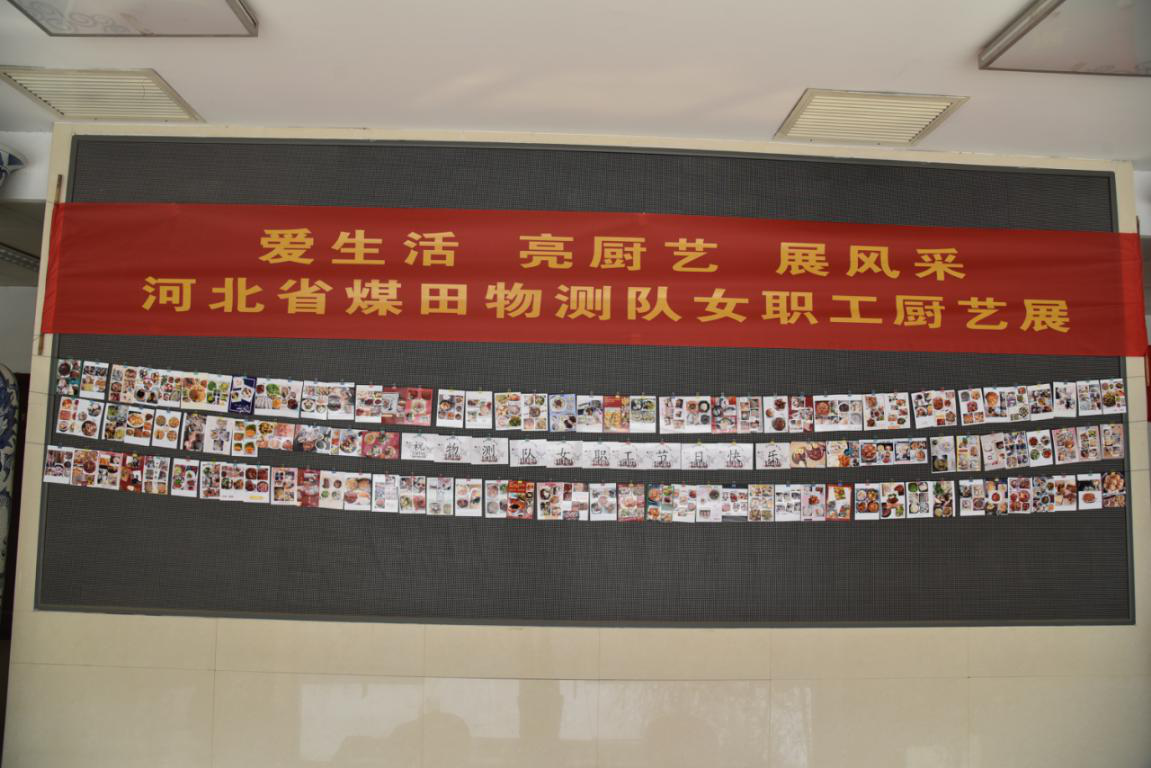 爱生活 亮厨艺 展风采
河北省煤田物测队女职工厨艺展
祝物测队女职工节日快乐